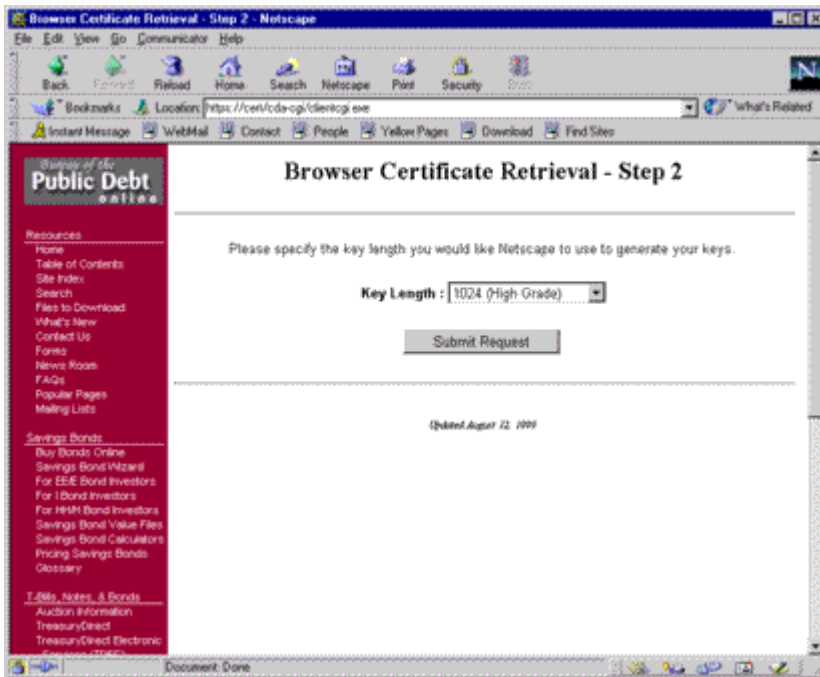 Browser Certificate Retrieval - Step 2 - Netscape
File Edit View Go Communicator Help
Back Forward Reload Home Search Netscape Print Security Stop
Bookmarks Location: https://cert/cda-cgi/clientcgi.exe What's Related
Instant Message WebMail Contact People Yellow Pages Download Find Sites
Bureau of the
Public Debt
online
Browser Certificate Retrieval - Step 2
Please specify the key length you would like Netscape to use to generate your keys.
Key Length : 1024 (High Grade)
Submit Request
Updated August 12, 1999
Resources
Home
Table of Contents
Site Index
Search
Files to Download
What's New
Contact Us
Forms
News Room
FAQs
Popular Pages
Mailing Lists
Savings Bonds
Buy Bonds Online
Savings Bond Wizard
For EE/E Bond Investors
For I Bond Investors
For HH/H Bond Investors
Savings Bond Value Files
Savings Bond Calculators
Pricing Savings Bonds
Glossary
T-Bills, Notes, & Bonds
Auction Information
TreasuryDirect
TreasuryDirect Electronic
Services (TDES)
Document: Done